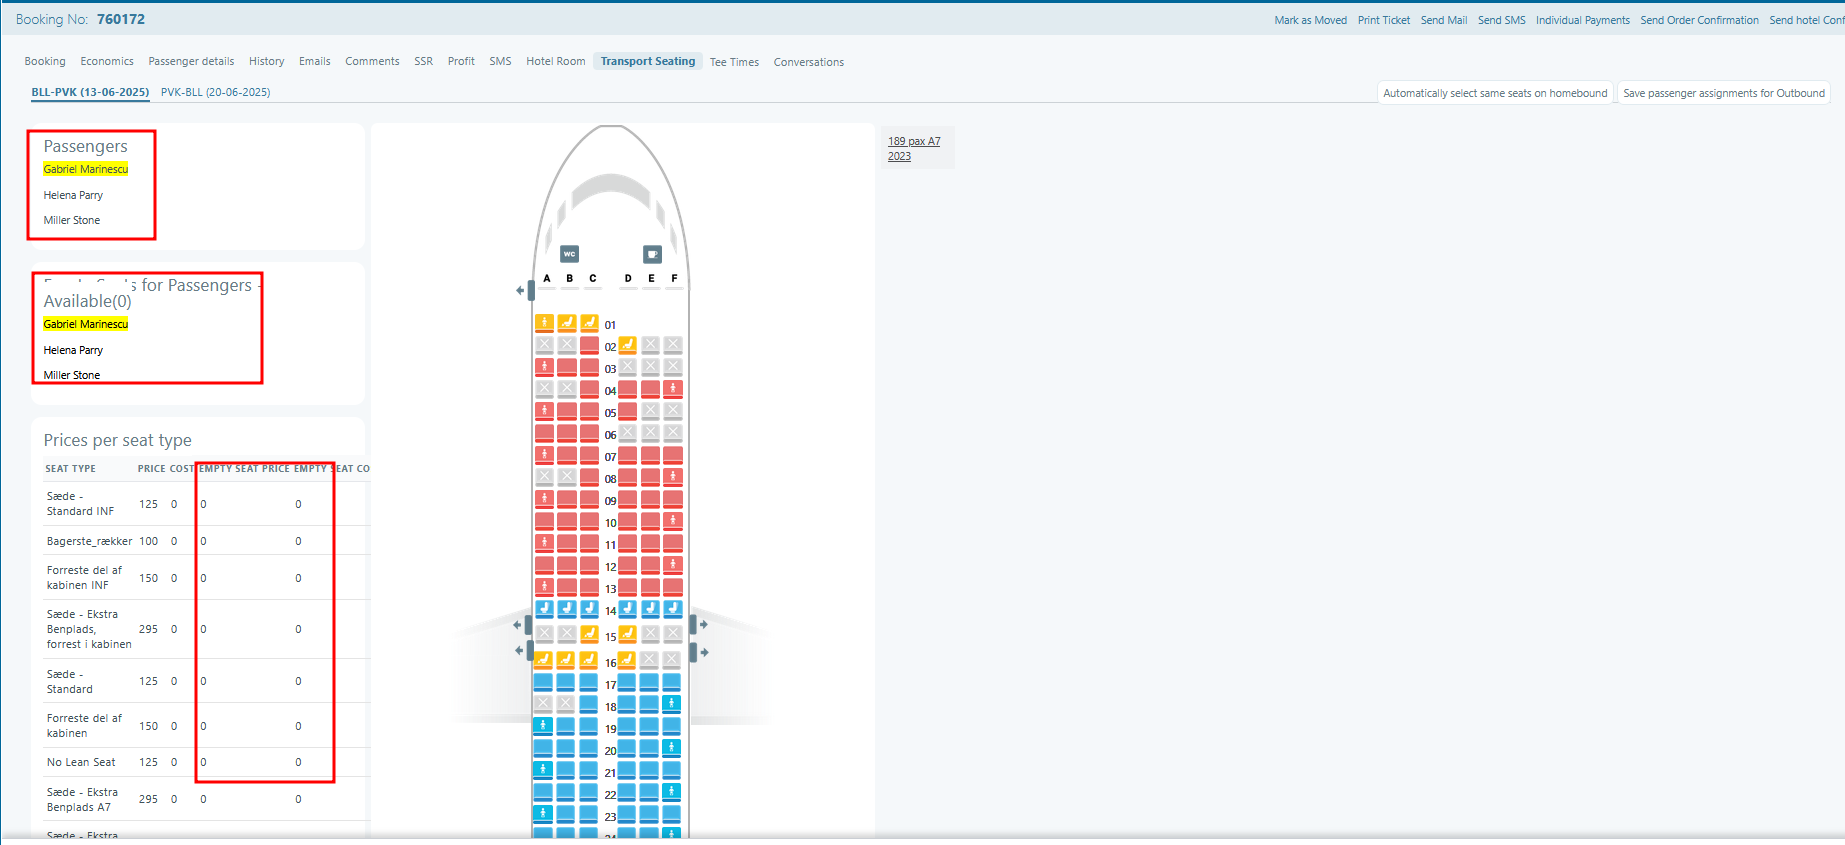 Booking No: 760172
Mark as Moved Print Ticket Send Mail Send SMS Individual Payments Send Order Confirmation Send hotel Conf
Booking Economics Passenger details History Emails Comments SSR Profit SMS Hotel Room Transport Seating Tee Times Conversations
BLL-PVK (13-06-2025) PVK-BLL (20-06-2025)
Automatically select same seats on homebound Save passenger assignments for Outbound
Passengers
Gabriel Marinescu
Helena Parry
Miller Stone
for Passengers -
Available(0)
Gabriel Marinescu
Helena Parry
Miller Stone
Prices per seat type
SEAT TYPE PRICE COST EMPTY SEAT PRICE EMPTY SEAT CO
Sæde -
Standard INF 125 0 0 0
Bagerste_rækker 100 0 0 0
Forreste del af
kabinen INF 150 0 0 0
Sæde - Ekstra
Benplads, 295 0 0 0
forrest i kabinen
Sæde -
Standard 125 0 0 0
Forreste del af
kabinen 150 0 0 0
No Lean Seat 125 0 0 0
Sæde - Ekstra
Benplads A7 295 0 0 0
Sæde - Ekstra
WC
A B C D E F
01
02
03
04
05
06
07
08
09
10
11
12
13
14
15
16
17
18
19
20
21
22
23
24
189 pax A7
2023